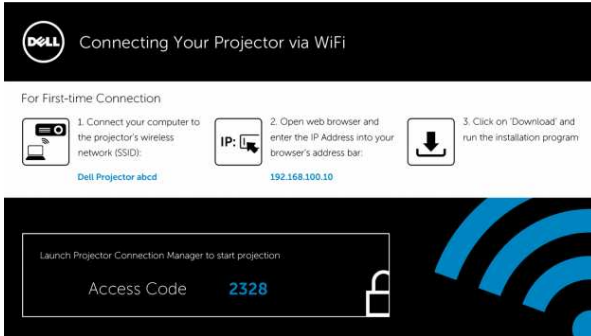 DELL
Connecting Your Projector via WiFi
For First-time Connection
1. Connect your computer to
the projector's wireless
network (SSID):
Dell Projector abcd
IP:
2. Open web browser and
enter the IP Address into your
browser's address bar:
192.168.100.10
3. Click on 'Download' and
run the installation program
Launch Projector Connection Manager to start projection
Access Code 2328